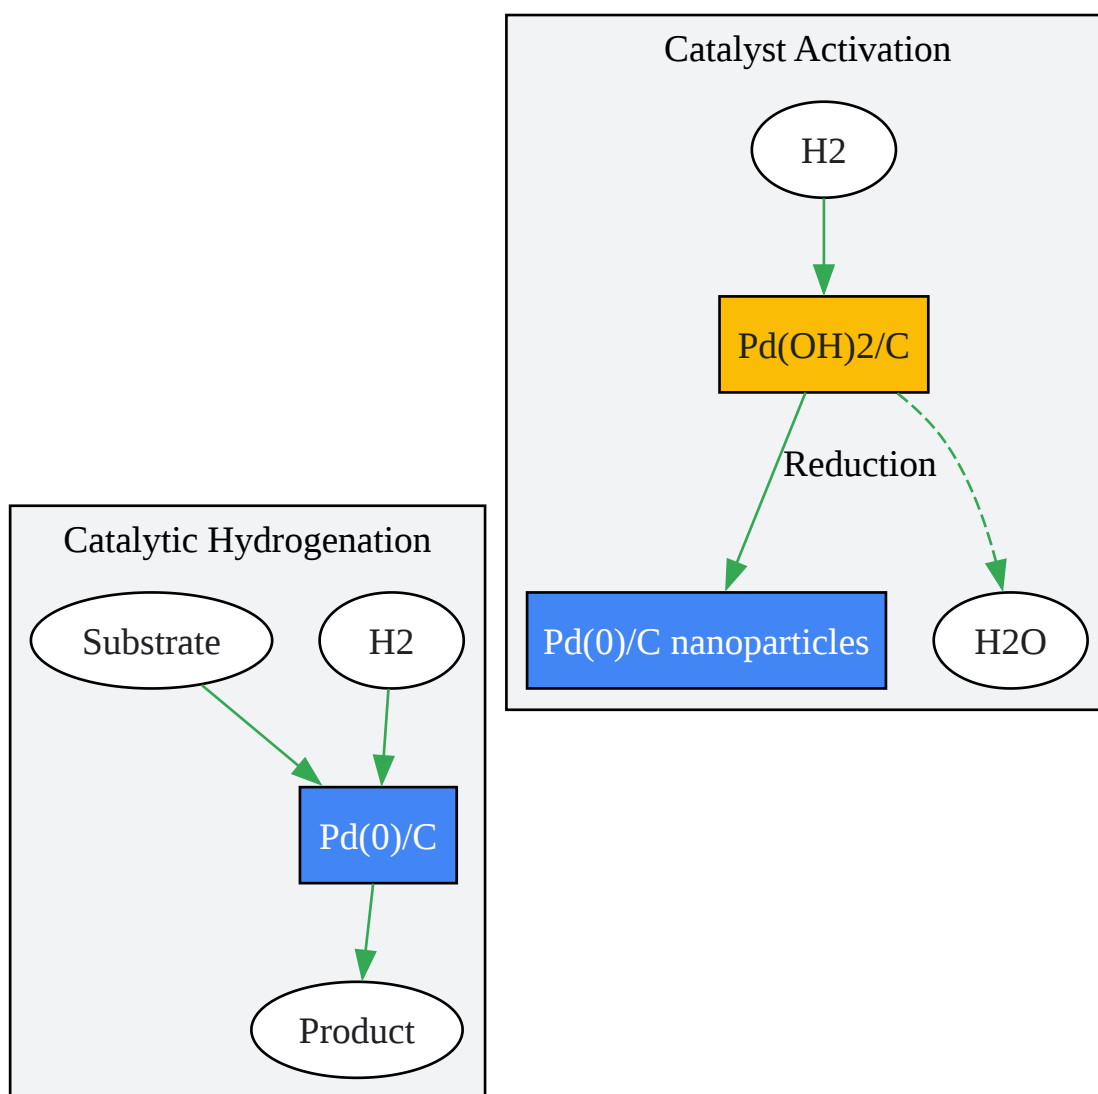 Catalyst Activation
H2
Pd(OH)2/C
Reduction
Pd(0)/C nanoparticles
H2O
Catalytic Hydrogenation
Substrate
H2
Pd(0)/C
Product